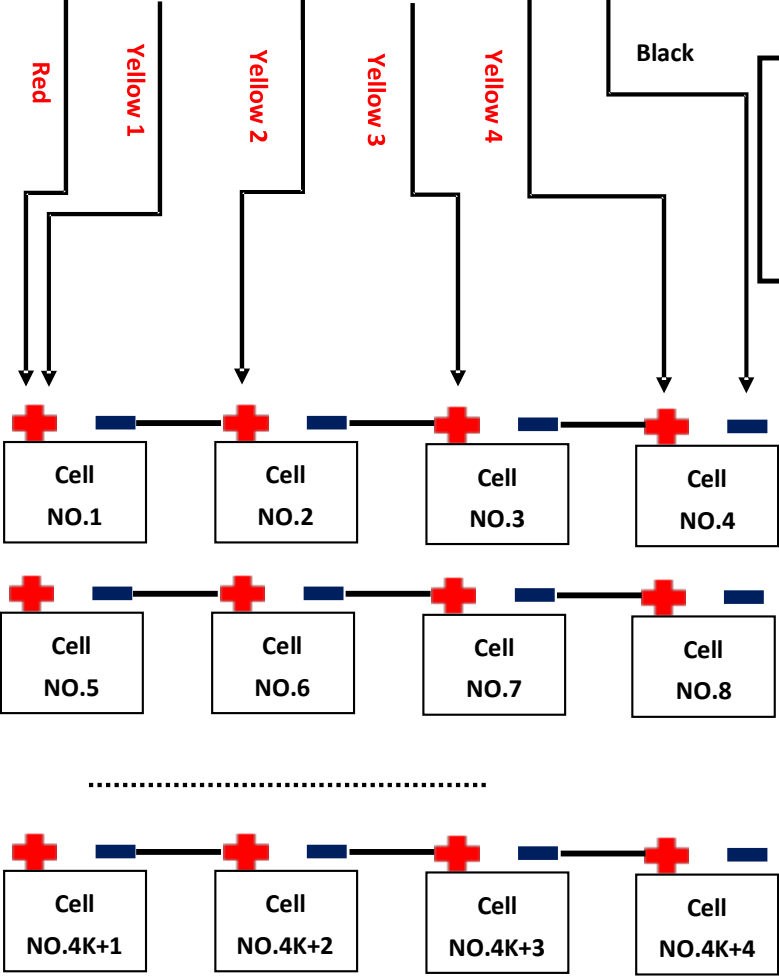 Red
Yellow 1
Yellow 2
Yellow 3
Yellow 4
Black
Cell
NO.1
Cell
NO.2
Cell
NO.3
Cell
NO.4
Cell
NO.5
Cell
NO.6
Cell
NO.7
Cell
NO.8
Cell
NO.4K+1
Cell
NO.4K+2
Cell
NO.4K+3
Cell
NO.4K+4